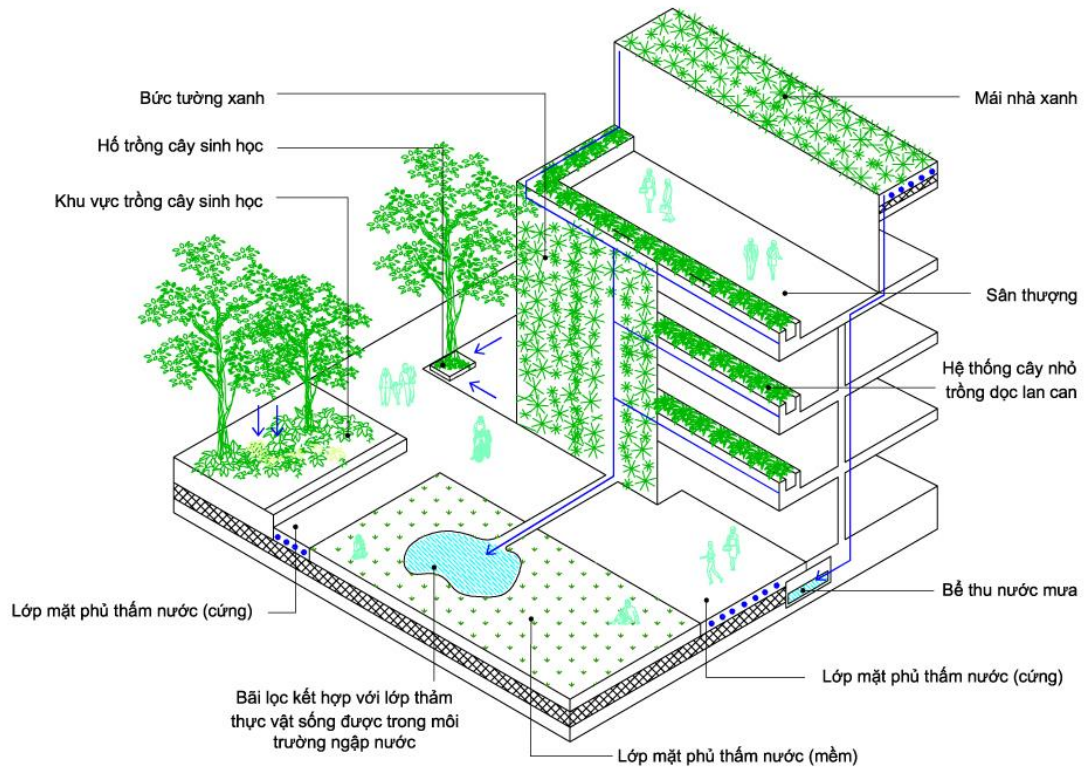 Bức tường xanh
Mái nhà xanh
Hố trồng cây sinh học
Khu vực trồng cây sinh học
Sân thượng
Hệ thống cây nhỏ
trồng dọc lan can
Bể thu nước mưa
Lớp mặt phủ thấm nước (cứng)
Lớp mặt phủ thấm nước (cứng)
Bãi lọc kết hợp với lớp thảm
thực vật sống được trong môi
trường ngập nước
Lớp mặt phủ thấm nước (mềm)